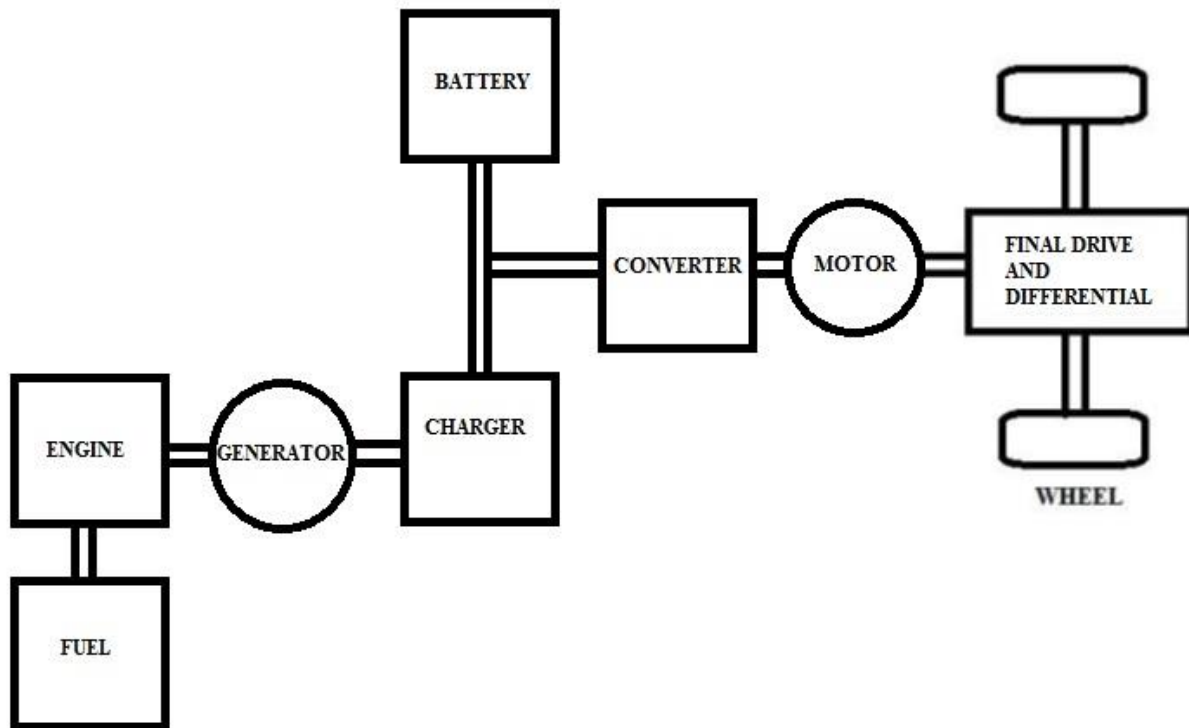 BATTERY
CONVERTER
MOTOR
FINAL DRIVE
AND
DIFFERENTIAL
ENGINE
GENERATOR
CHARGER
WHEEL
FUEL